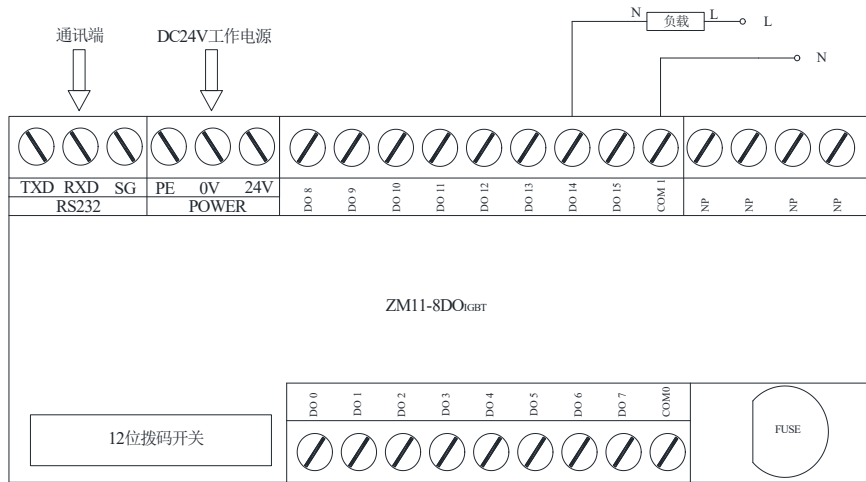 N 负载 L L
通讯端 DC24V工作电源
N
TXD RXD SG PE 0V 24V
RS232 POWER
DO 8 DO 9 DO 10 DO 11 DO 12 DO 13 DO 14 DO 15 COM 1 NP NP NP NP
ZM11-8DOIGBT
DO 0 DO 1 DO 2 DO 3 DO 4 DO 5 DO 6 DO 7 COM0
12位拨码开关
FUSE